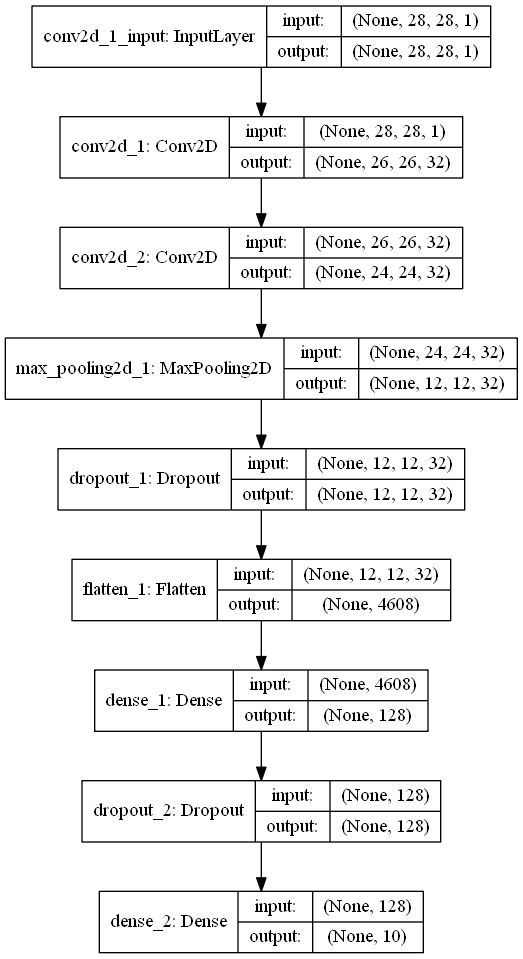 conv2d_1_input: InputLayer input: (None, 28, 28, 1)
output: (None, 28, 28, 1)
conv2d_1: Conv2D input: (None, 28, 28, 1)
output: (None, 26, 26, 32)
conv2d_2: Conv2D input: (None, 26, 26, 32)
output: (None, 24, 24, 32)
max_pooling2d_1: MaxPooling2D input: (None, 24, 24, 32)
output: (None, 12, 12, 32)
dropout_1: Dropout input: (None, 12, 12, 32)
output: (None, 12, 12, 32)
flatten_1: Flatten input: (None, 12, 12, 32)
output: (None, 4608)
dense_1: Dense input: (None, 4608)
output: (None, 128)
dropout_2: Dropout input: (None, 128)
output: (None, 128)
dense_2: Dense input: (None, 128)
output: (None, 10)